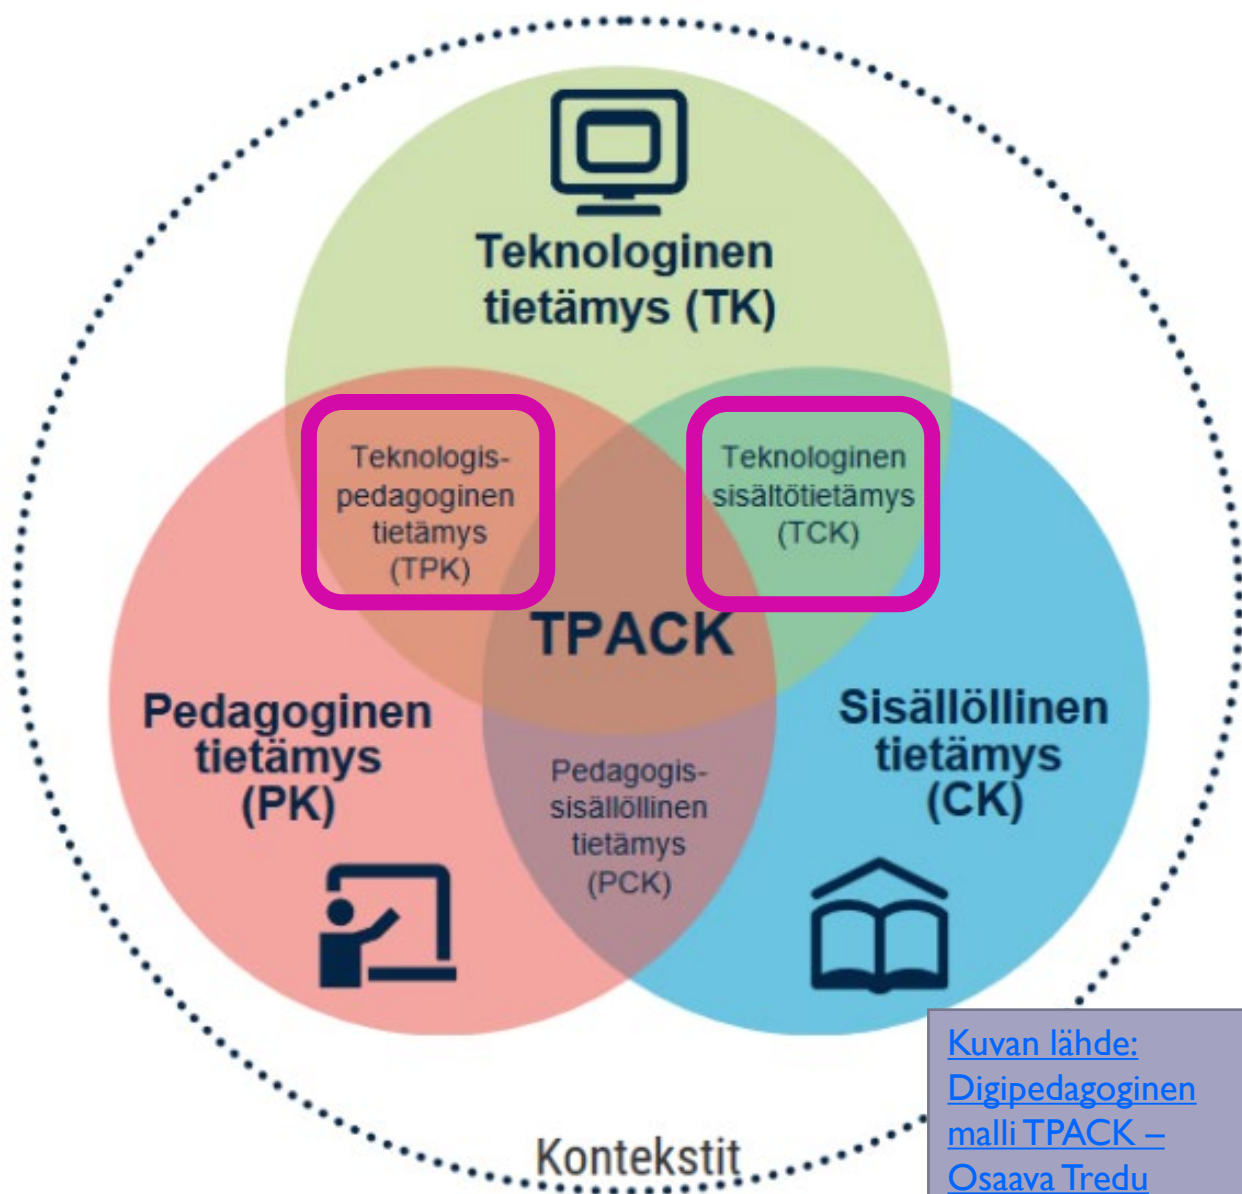 Teknologinen
tietämys (TK)
Teknologis-
pedagoginen
tietämys
(TPK)
Teknologinen
sisältötietämys
(TCK)
TPACK
Pedagoginen
tietämys
(PK)
Sisällöllinen
tietämys
(CK)
Pedagogis-
sisällöllinen
tietämys
(PCK)
Kontekstit
Kuvan lähde:
Digipedagoginen
malli TPACK –
Osaava Tredu